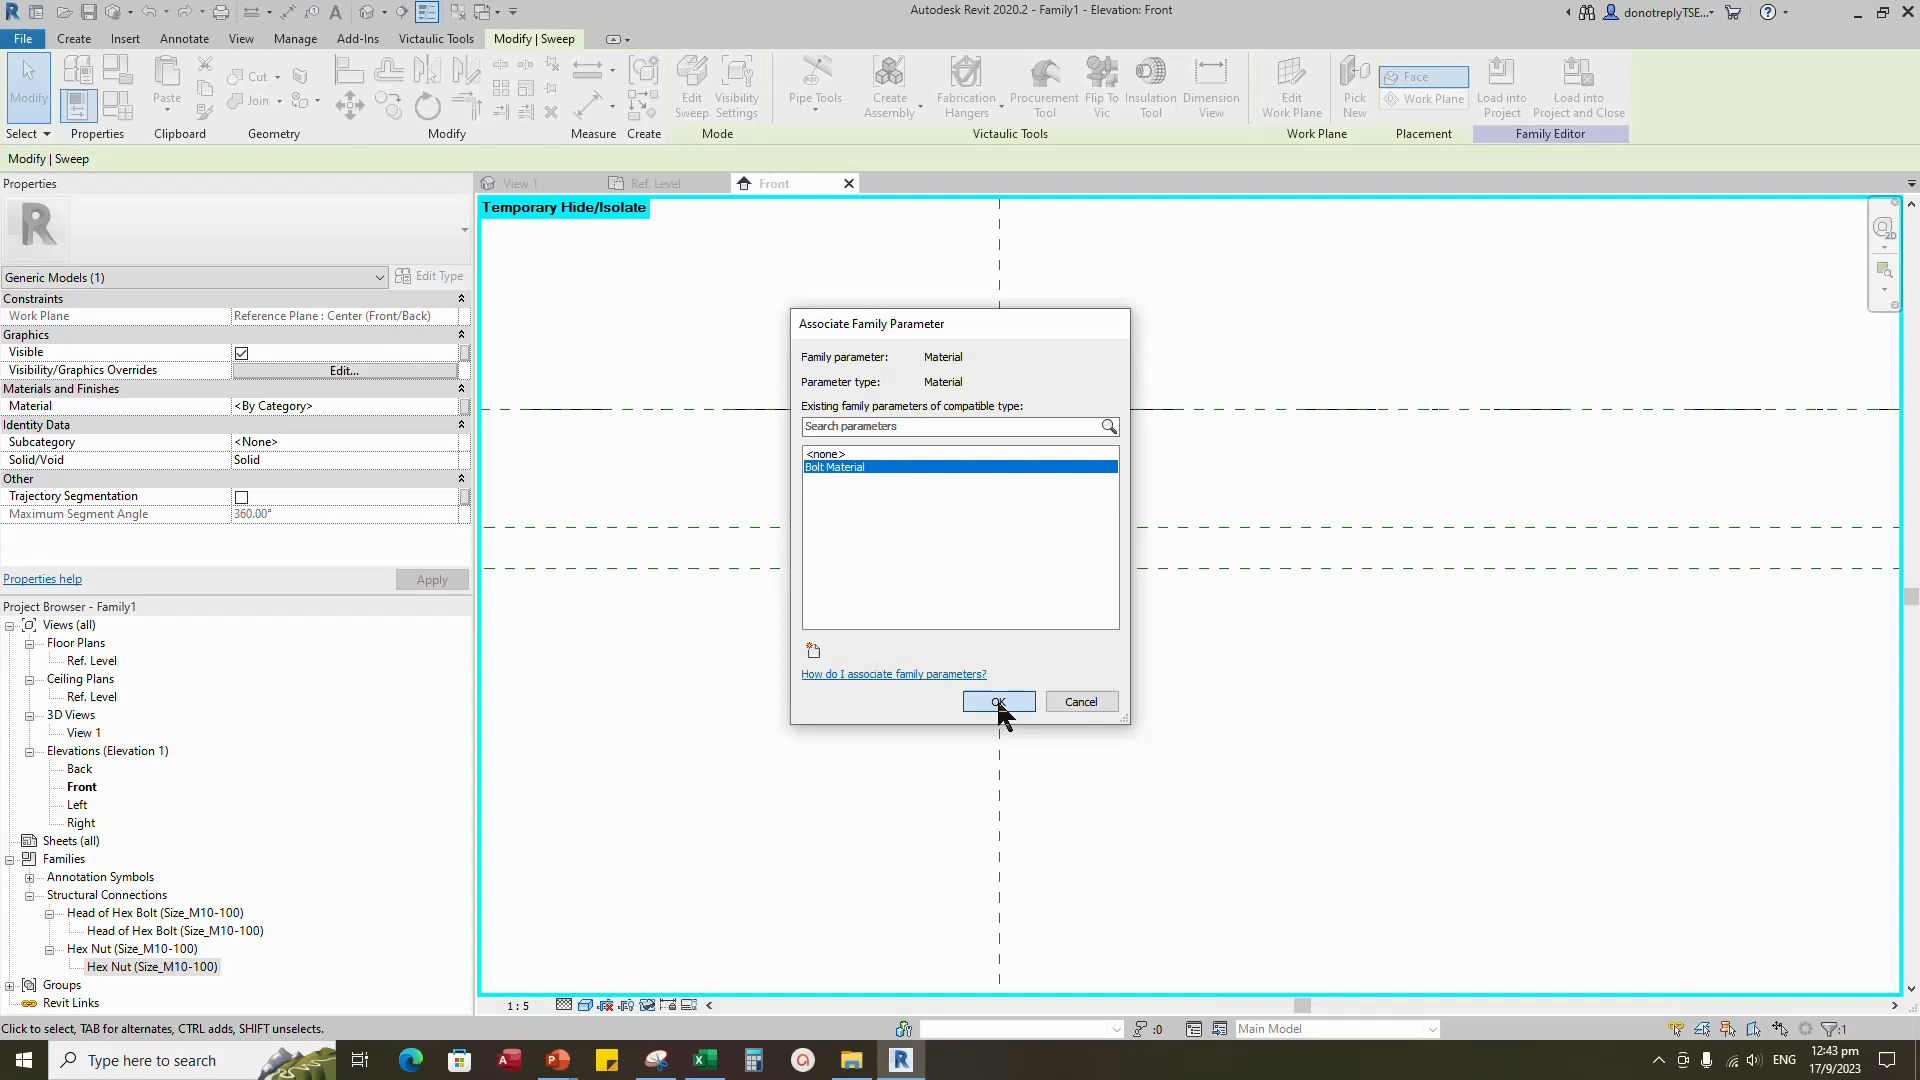 Autodesk Revit 2020.2 - Family1 - Elevation: Front
donotreplyTSE...
File Create Insert Annotate View Manage Add-Ins Victaulic Tools Modify | Sweep
Modify
Paste
Cut
Join
Edit Sweep
Visibility Settings
Pipe Tools
Create Assembly
Fabrication Hangers
Procurement Tool
Flip To Vic
Insulation Tool
Dimension View
Edit Work Plane
Pick New
Face
Work Plane
Load into Project
Load into Project and Close
Select Properties Clipboard Geometry Modify Measure Create Mode Victaulic Tools Work Plane Placement Family Editor
Modify | Sweep
Properties
View 1 Ref. Level Front
Temporary Hide/Isolate
2D
R
Generic Models (1) Edit Type
Constraints
Work Plane Reference Plane : Center (Front/Back)
Graphics
Visible
Visibility/Graphics Overrides Edit...
Materials and Finishes
Material <By Category>
Identity Data
Subcategory <None>
Solid/Void Solid
Other
Trajectory Segmentation
Maximum Segment Angle 360.00°
Properties help Apply
Project Browser - Family1
Views (all)
Floor Plans
Ref. Level
Ceiling Plans
Ref. Level
3D Views
View 1
Elevations (Elevation 1)
Back
Front
Left
Right
Sheets (all)
Families
Annotation Symbols
Structural Connections
Head of Hex Bolt (Size_M10-100)
Head of Hex Bolt (Size_M10-100)
Hex Nut (Size_M10-100)
Hex Nut (Size_M10-100)
Groups
Revit Links
Associate Family Parameter
Family parameter: Material
Parameter type: Material
Existing family parameters of compatible type:
Search parameters
<none>
Bolt Material
How do I associate family parameters?
OK Cancel
1 : 5
Click to select, TAB for alternates, CTRL adds, SHIFT unselects.
:0
Main Model
:1
Type here to search
ENG
12:43 pm
17/9/2023